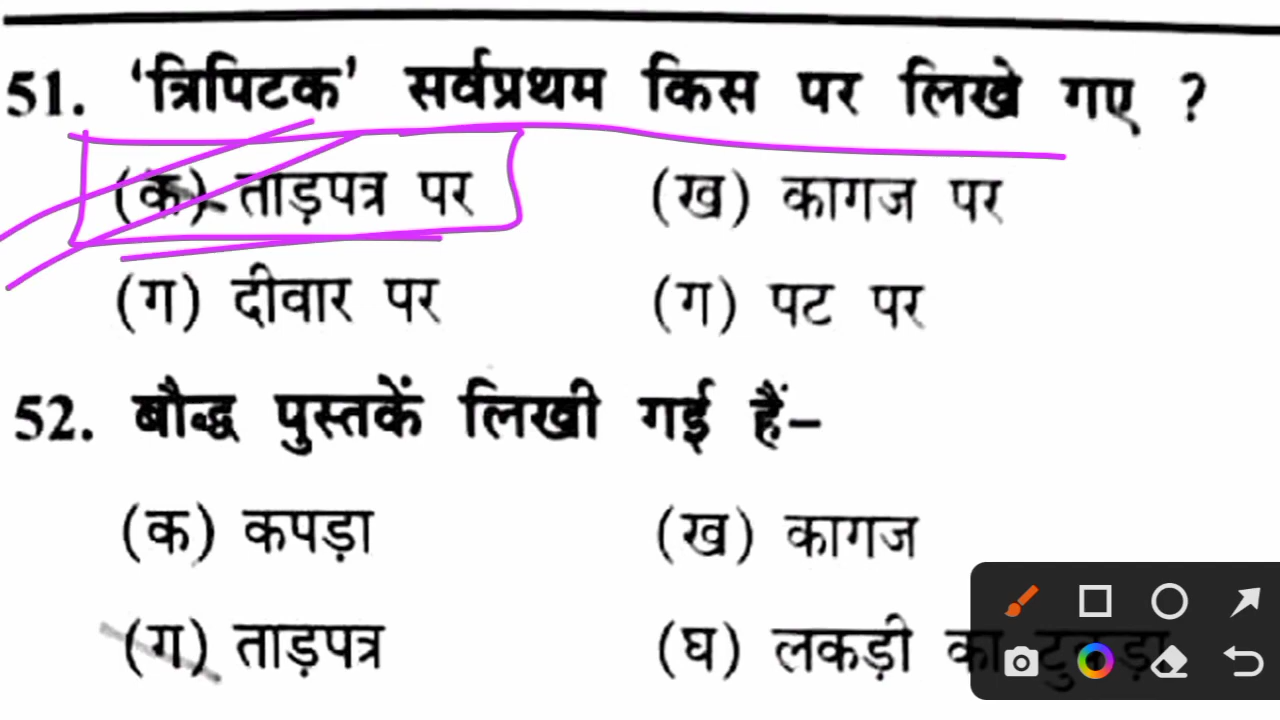 51. 'त्रिपिटक' सर्वप्रथम किस पर लिखे गए ?
(क) ताड़पत्र पर (ख) कागज पर
(ग) दीवार पर (ग) पट पर
52. बौद्ध पुस्तकें लिखी गई हैं–
(क) कपड़ा (ख) कागज
(ग) ताड़पत्र (घ) लकड़ी का टुकड़ा